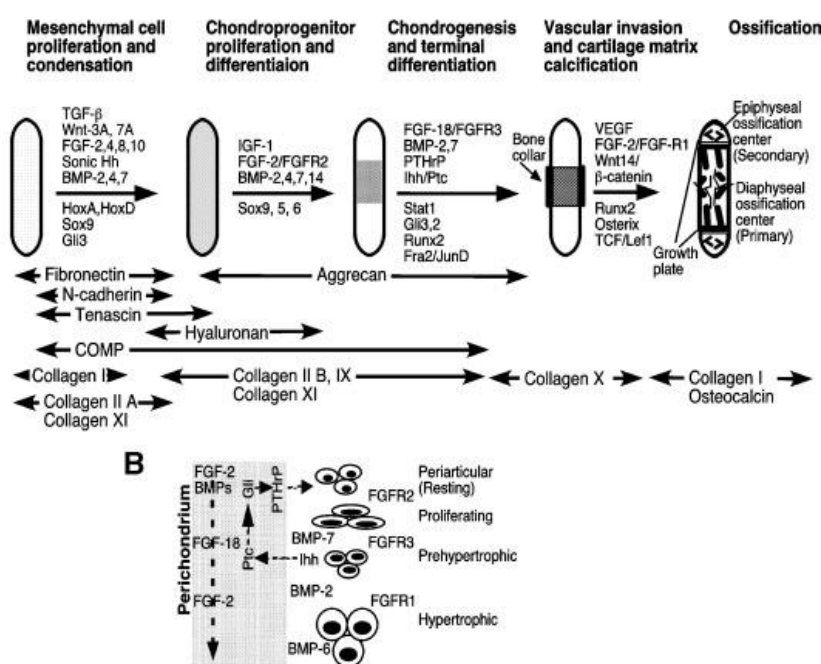 Mesenchymal cell
proliferation and
condensation
Chondroprogenitor
proliferation and
differentiaion
Chondrogenesis
and terminal
differentiation
Vascular invasion
and cartilage matrix
calcification
Ossification
TGF-β
Wnt-3A, 7A
FGF-2,4,8,10
Sonic Hh
BMP-2,4,7
HoxA,HoxD
Sox9
Gli3
IGF-1
FGF-2/FGFR2
BMP-2,4,7,14
Sox9, 5, 6
FGF-18/FGFR3
BMP-2,7
PTHrP
Ihh/Ptc
Stat1
Gli3,2
Runx2
Fra2/JunD
Bone
collar
VEGF
FGF-2/FGF-R1
Wnt14/
β-catenin
Runx2
Osterix
TCF/Lef1
Epiphyseal
ossification
center
(Secondary)
Diaphyseal
ossification
center
(Primary)
Growth
plate
Fibronectin
Aggrecan
N-cadherin
Tenascin
Hyaluronan
COMP
Collagen I
Collagen II B, IX
Collagen XI
Collagen X
Collagen I
Osteocalcin
Collagen II A
Collagen XI
B
Perichondrium
FGF-2
BMPs
FGF-18
FGF-2
Gli
Ptc
PTHrP
Periarticular
(Resting)
FGFR2
Proliferating
BMP-7
FGFR3
Ihh
Prehypertrophic
BMP-2
FGFR1
Hypertrophic
BMP-6